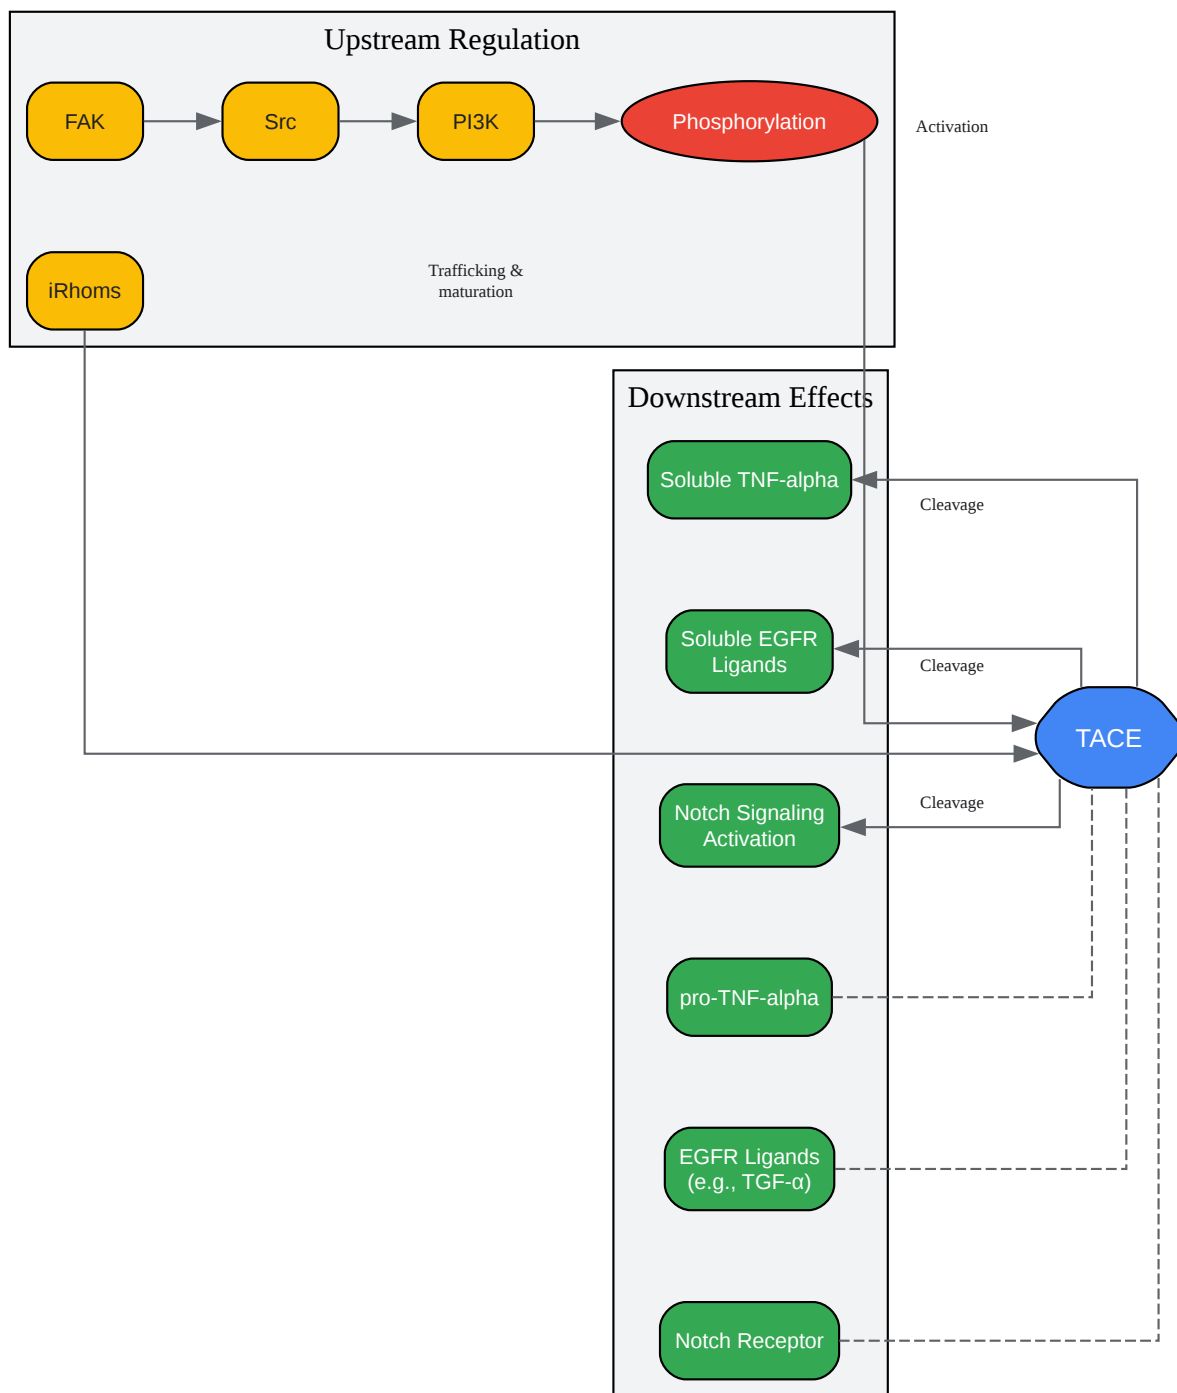 Upstream Regulation
FAK
Src
PI3K
Phosphorylation
Activation
iRhoms
Trafficking &
maturation
Downstream Effects
Soluble TNF-alpha
Cleavage
Soluble EGFR
Ligands
Cleavage
TACE
Notch Signaling
Activation
Cleavage
pro-TNF-alpha
EGFR Ligands
(e.g., TGF-α)
Notch Receptor